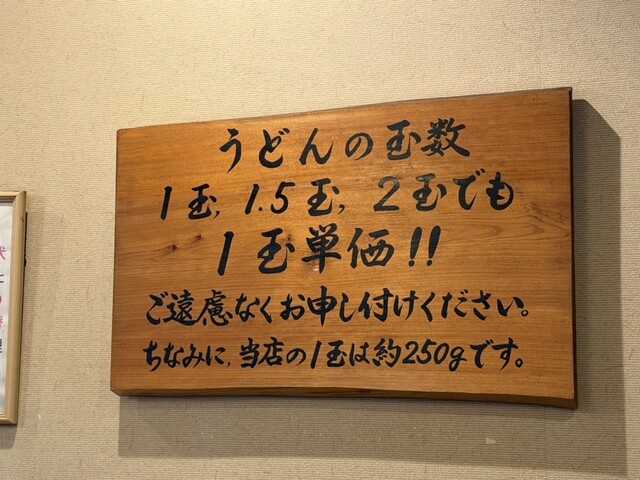 うどんの玉数
1玉, 1.5玉, 2玉でも
1玉単価!!
ご遠慮なくお申し付けください。
ちなみに, 当店の1玉は約250gです。